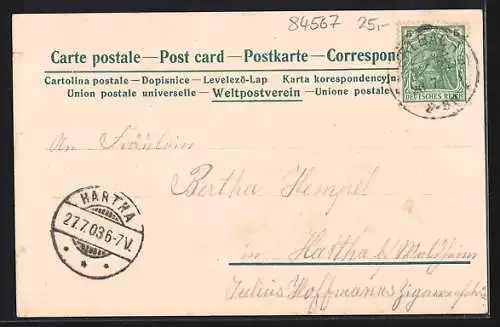 84567 25,-
Carte postale — Post card — Postkarte — Correspon
Cartolina postale — Dopisnice — Levelező-Lap Karta korespondencyjn
Union postale universelle — Weltpostverein — Unione postale
5 5
DEUTSCHES REICH
An Fräulein
Bertha Hempel
HARTHA
27.7.03 6-7 V.
in Hartha b/ Waldheim
Julius Hoffmanns